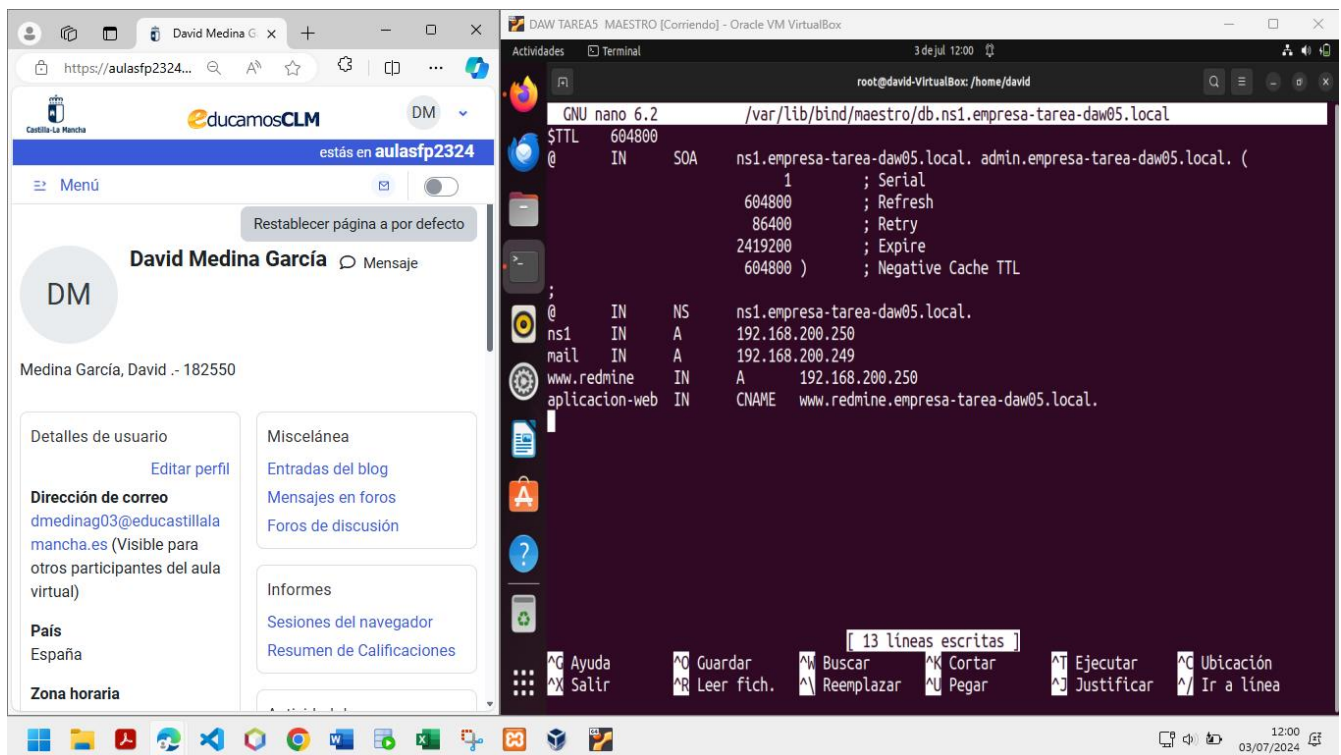 David Medina G
https://aulasfp2324...
Castilla-La Mancha
educamosCLM
DM
estás en aulasfp2324
Menú
Restablecer página a por defecto
DM
David Medina García
Mensaje
Medina García, David .- 182550
Detalles de usuario
Editar perfil
Dirección de correo
dmedinag03@educastillala
mancha.es (Visible para
otros participantes del aula
virtual)
País
España
Zona horaria
Miscelánea
Entradas del blog
Mensajes en foros
Foros de discusión
Informes
Sesiones del navegador
Resumen de Calificaciones
DAW TAREA5 MAESTRO [Corriendo] - Oracle VM VirtualBox
Actividades Terminal 3 de jul 12:00
root@david-VirtualBox: /home/david
GNU nano 6.2 /var/lib/bind/maestro/db.ns1.empresa-tarea-daw05.local
$TTL 604800
@ IN SOA ns1.empresa-tarea-daw05.local. admin.empresa-tarea-daw05.local. (
1 ; Serial
604800 ; Refresh
86400 ; Retry
2419200 ; Expire
604800 ) ; Negative Cache TTL
;
@ IN NS ns1.empresa-tarea-daw05.local.
ns1 IN A 192.168.200.250
mail IN A 192.168.200.249
www.redmine IN A 192.168.200.250
aplicacion-web IN CNAME www.redmine.empresa-tarea-daw05.local.
[ 13 líneas escritas ]
^G Ayuda ^O Guardar ^W Buscar ^K Cortar ^T Ejecutar ^C Ubicación
^X Salir ^R Leer fich. ^\ Reemplazar ^U Pegar ^J Justificar ^/ Ir a línea
12:00
03/07/2024